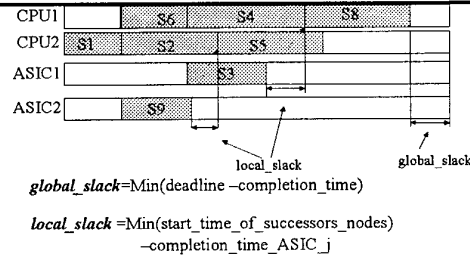 CPU1 S6 S4 S8
CPU2 S1 S2 S5
ASIC1 S3
ASIC2 S9
local_slack
global_slack
global_slack=Min(deadline –completion_time)
local_slack =Min(start_time_of_successors_nodes)
–completion_time_ASIC_j